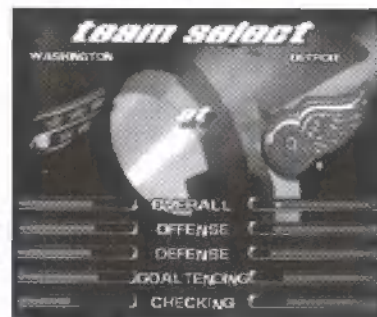 team select
WASHINGTON DETROIT
at
OVERALL
OFFENSE
DEFENSE
GOALTENDING
CHECKING